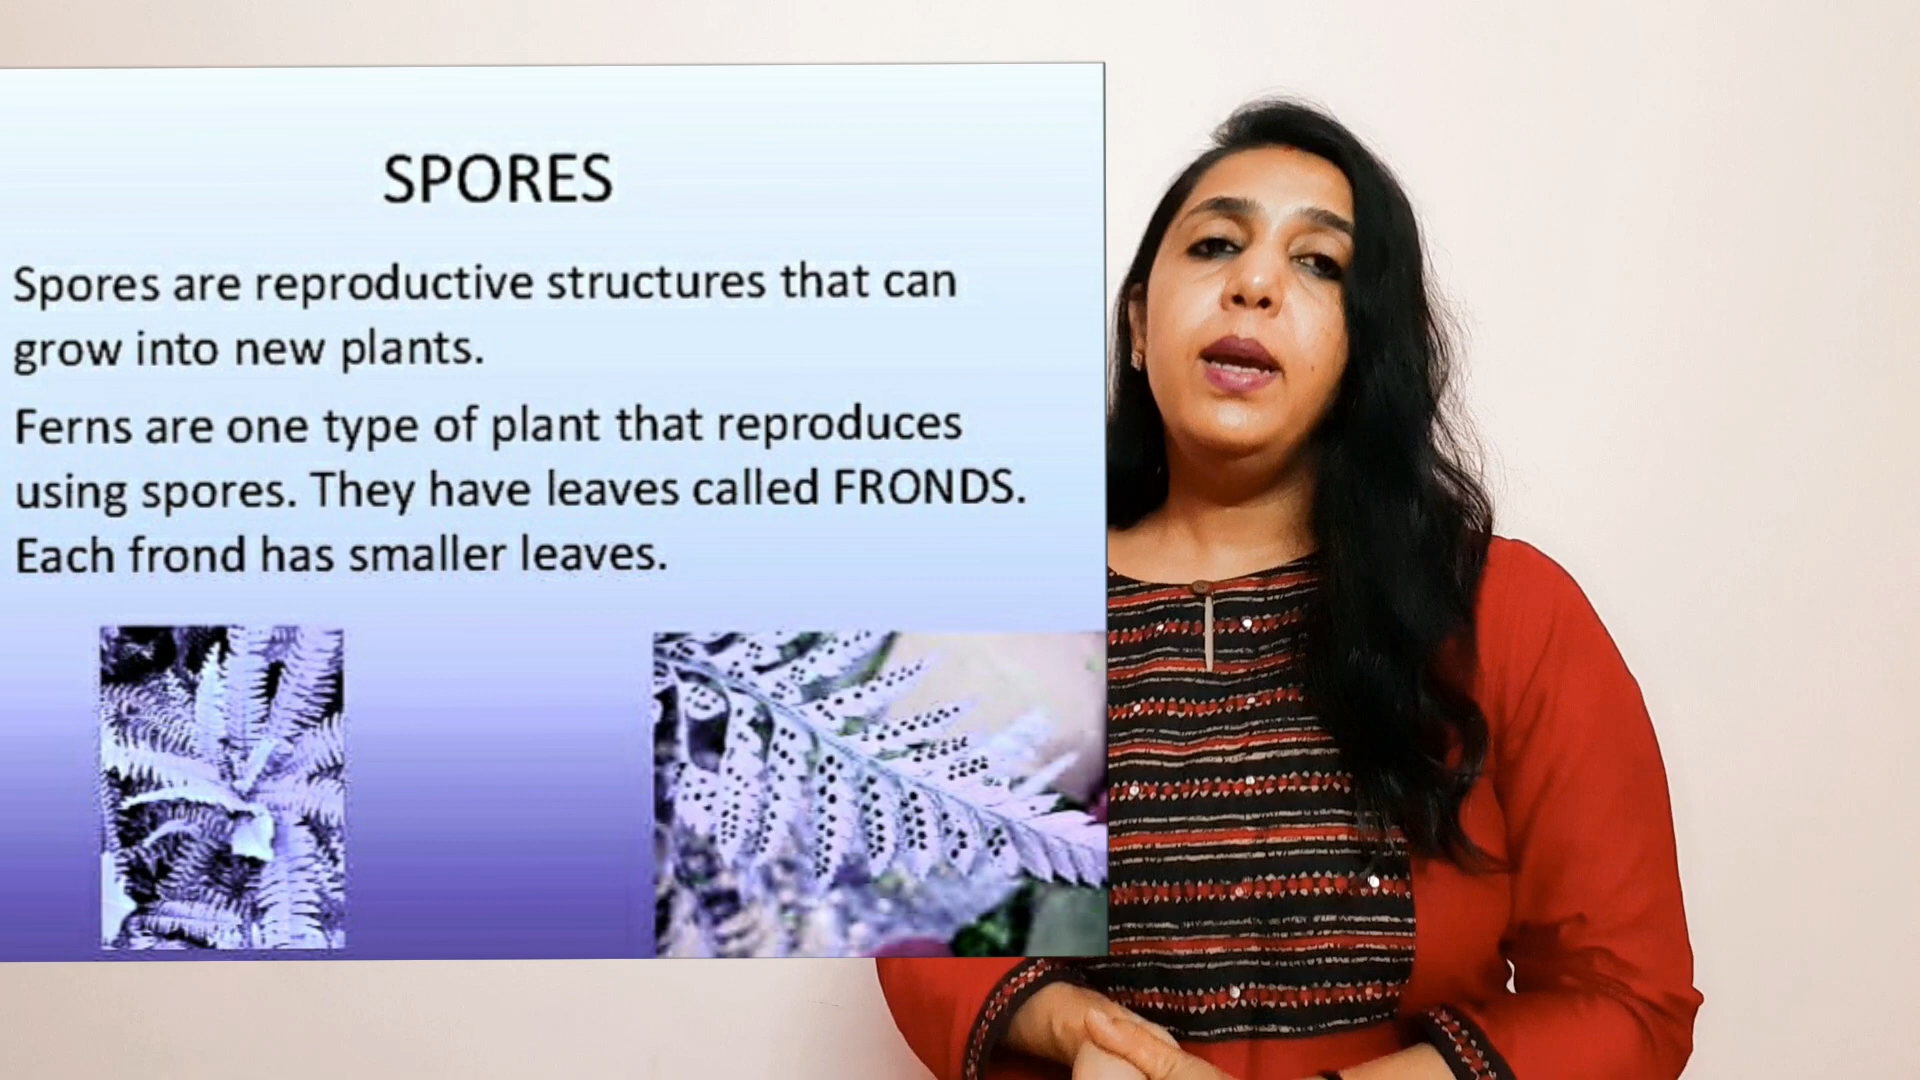 SPORES
Spores are reproductive structures that can
grow into new plants.
Ferns are one type of plant that reproduces
using spores. They have leaves called FRONDS.
Each frond has smaller leaves.